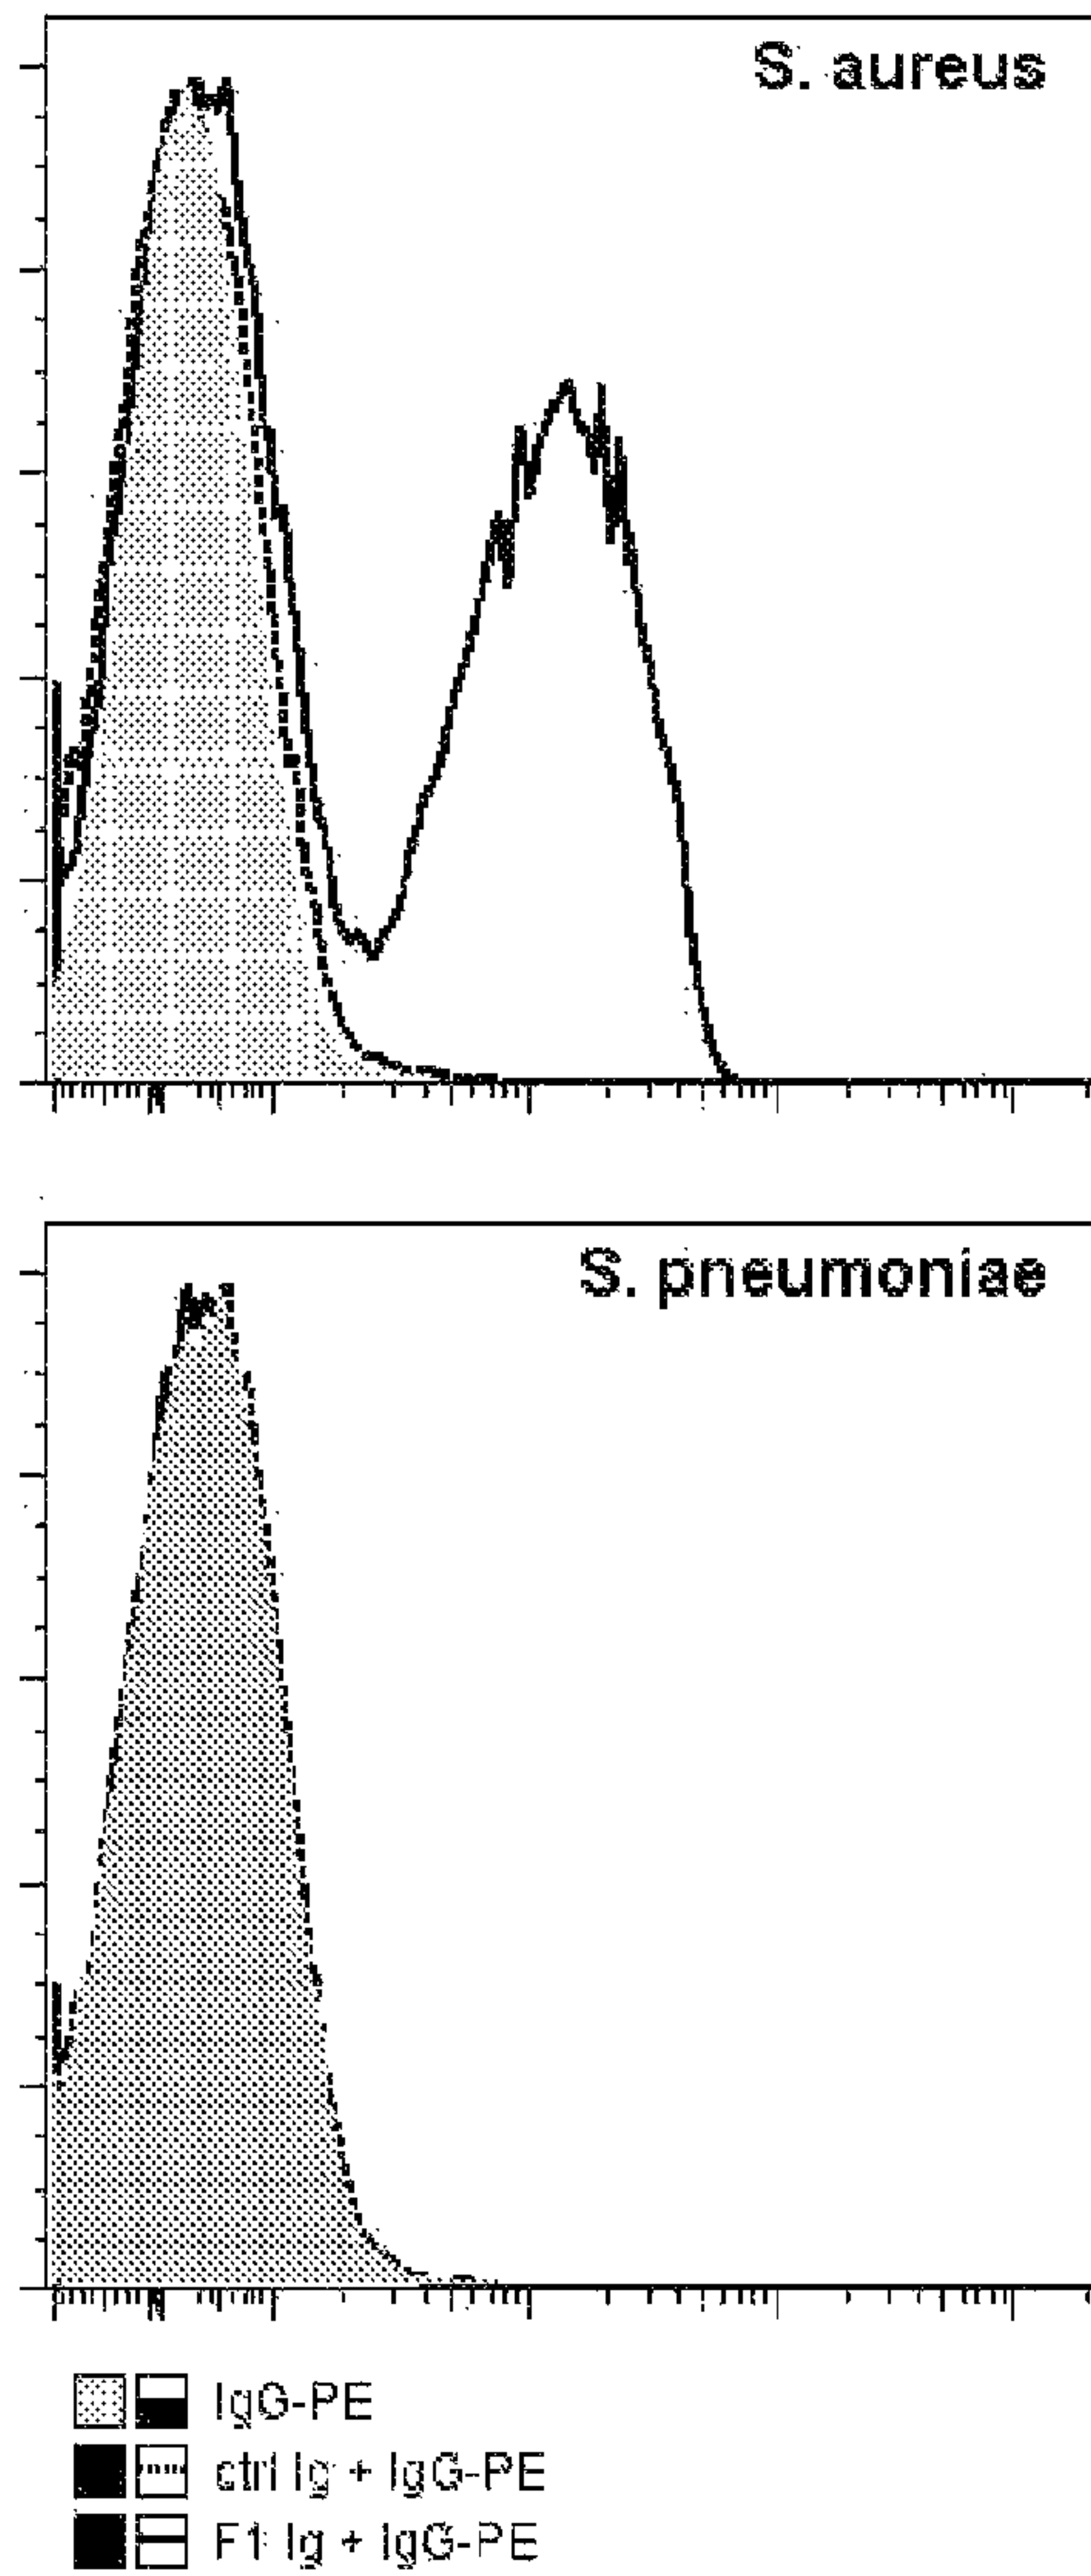 S. aureus
S. pneumoniae
IgG-PE
ctrl Ig + IgG-PE
F1 Ig + IgG-PE